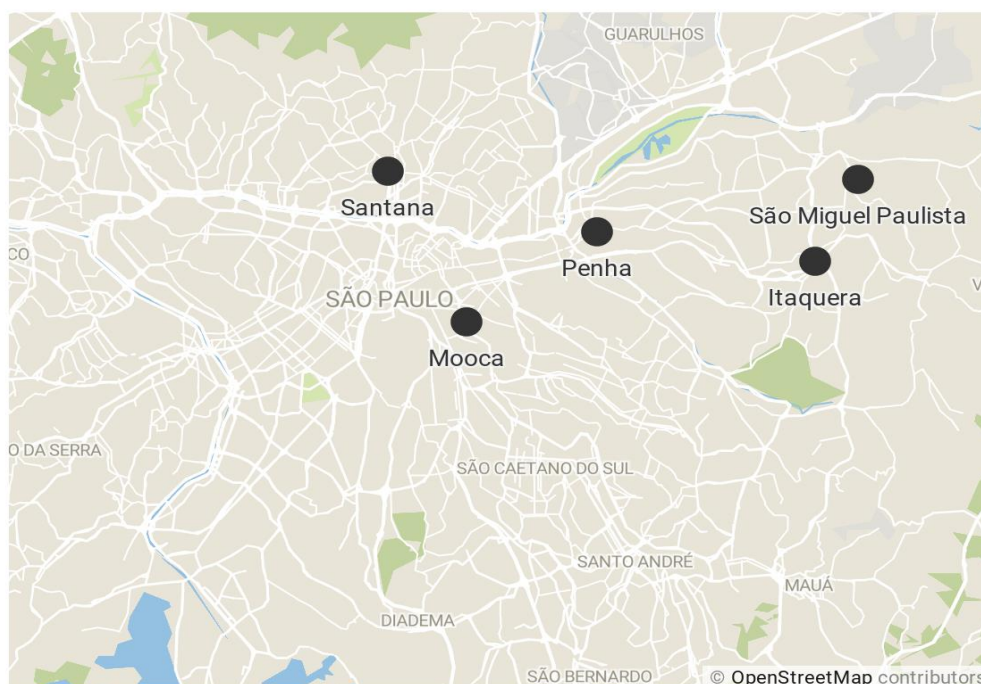 GUARULHOS
Santana
São Miguel Paulista
CO
Penha
Itaquera
V
SÃO PAULO
Mooca
O DA SERRA
SÃO CAETANO DO SUL
SANTO ANDRÉ
MAUÁ
DIADEMA
SÃO BERNARDO
© OpenStreetMap contributors